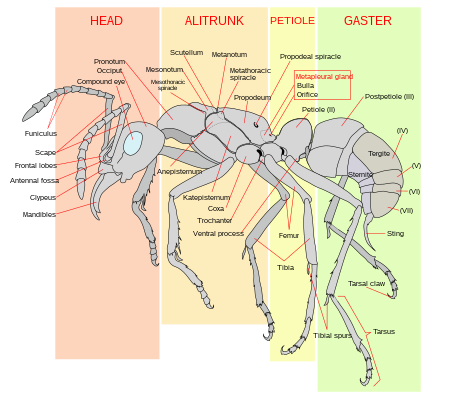 HEAD
ALITRUNK
PETIOLE
GASTER
Scutellum
Metanotum
Pronotum
Occiput
Compound eye
Mesonotum
Mesothoracic
spiracle
Metathoracic
spiracle
Propodeum
Propodeal spiracle
Metapleural gland
Bulla
Orifice
Petiole (II)
Postpetiole (III)
(IV)
Tergite
(V)
Sternite
(VI)
(VII)
Sting
Funiculus
Scape
Frontal lobes
Antennal fossa
Clypeus
Mandibles
Anepisternum
Katepisternum
Coxa
Trochanter
Ventral process
Femur
Tibia
Tarsal claw
Tibial spurs
Tarsus